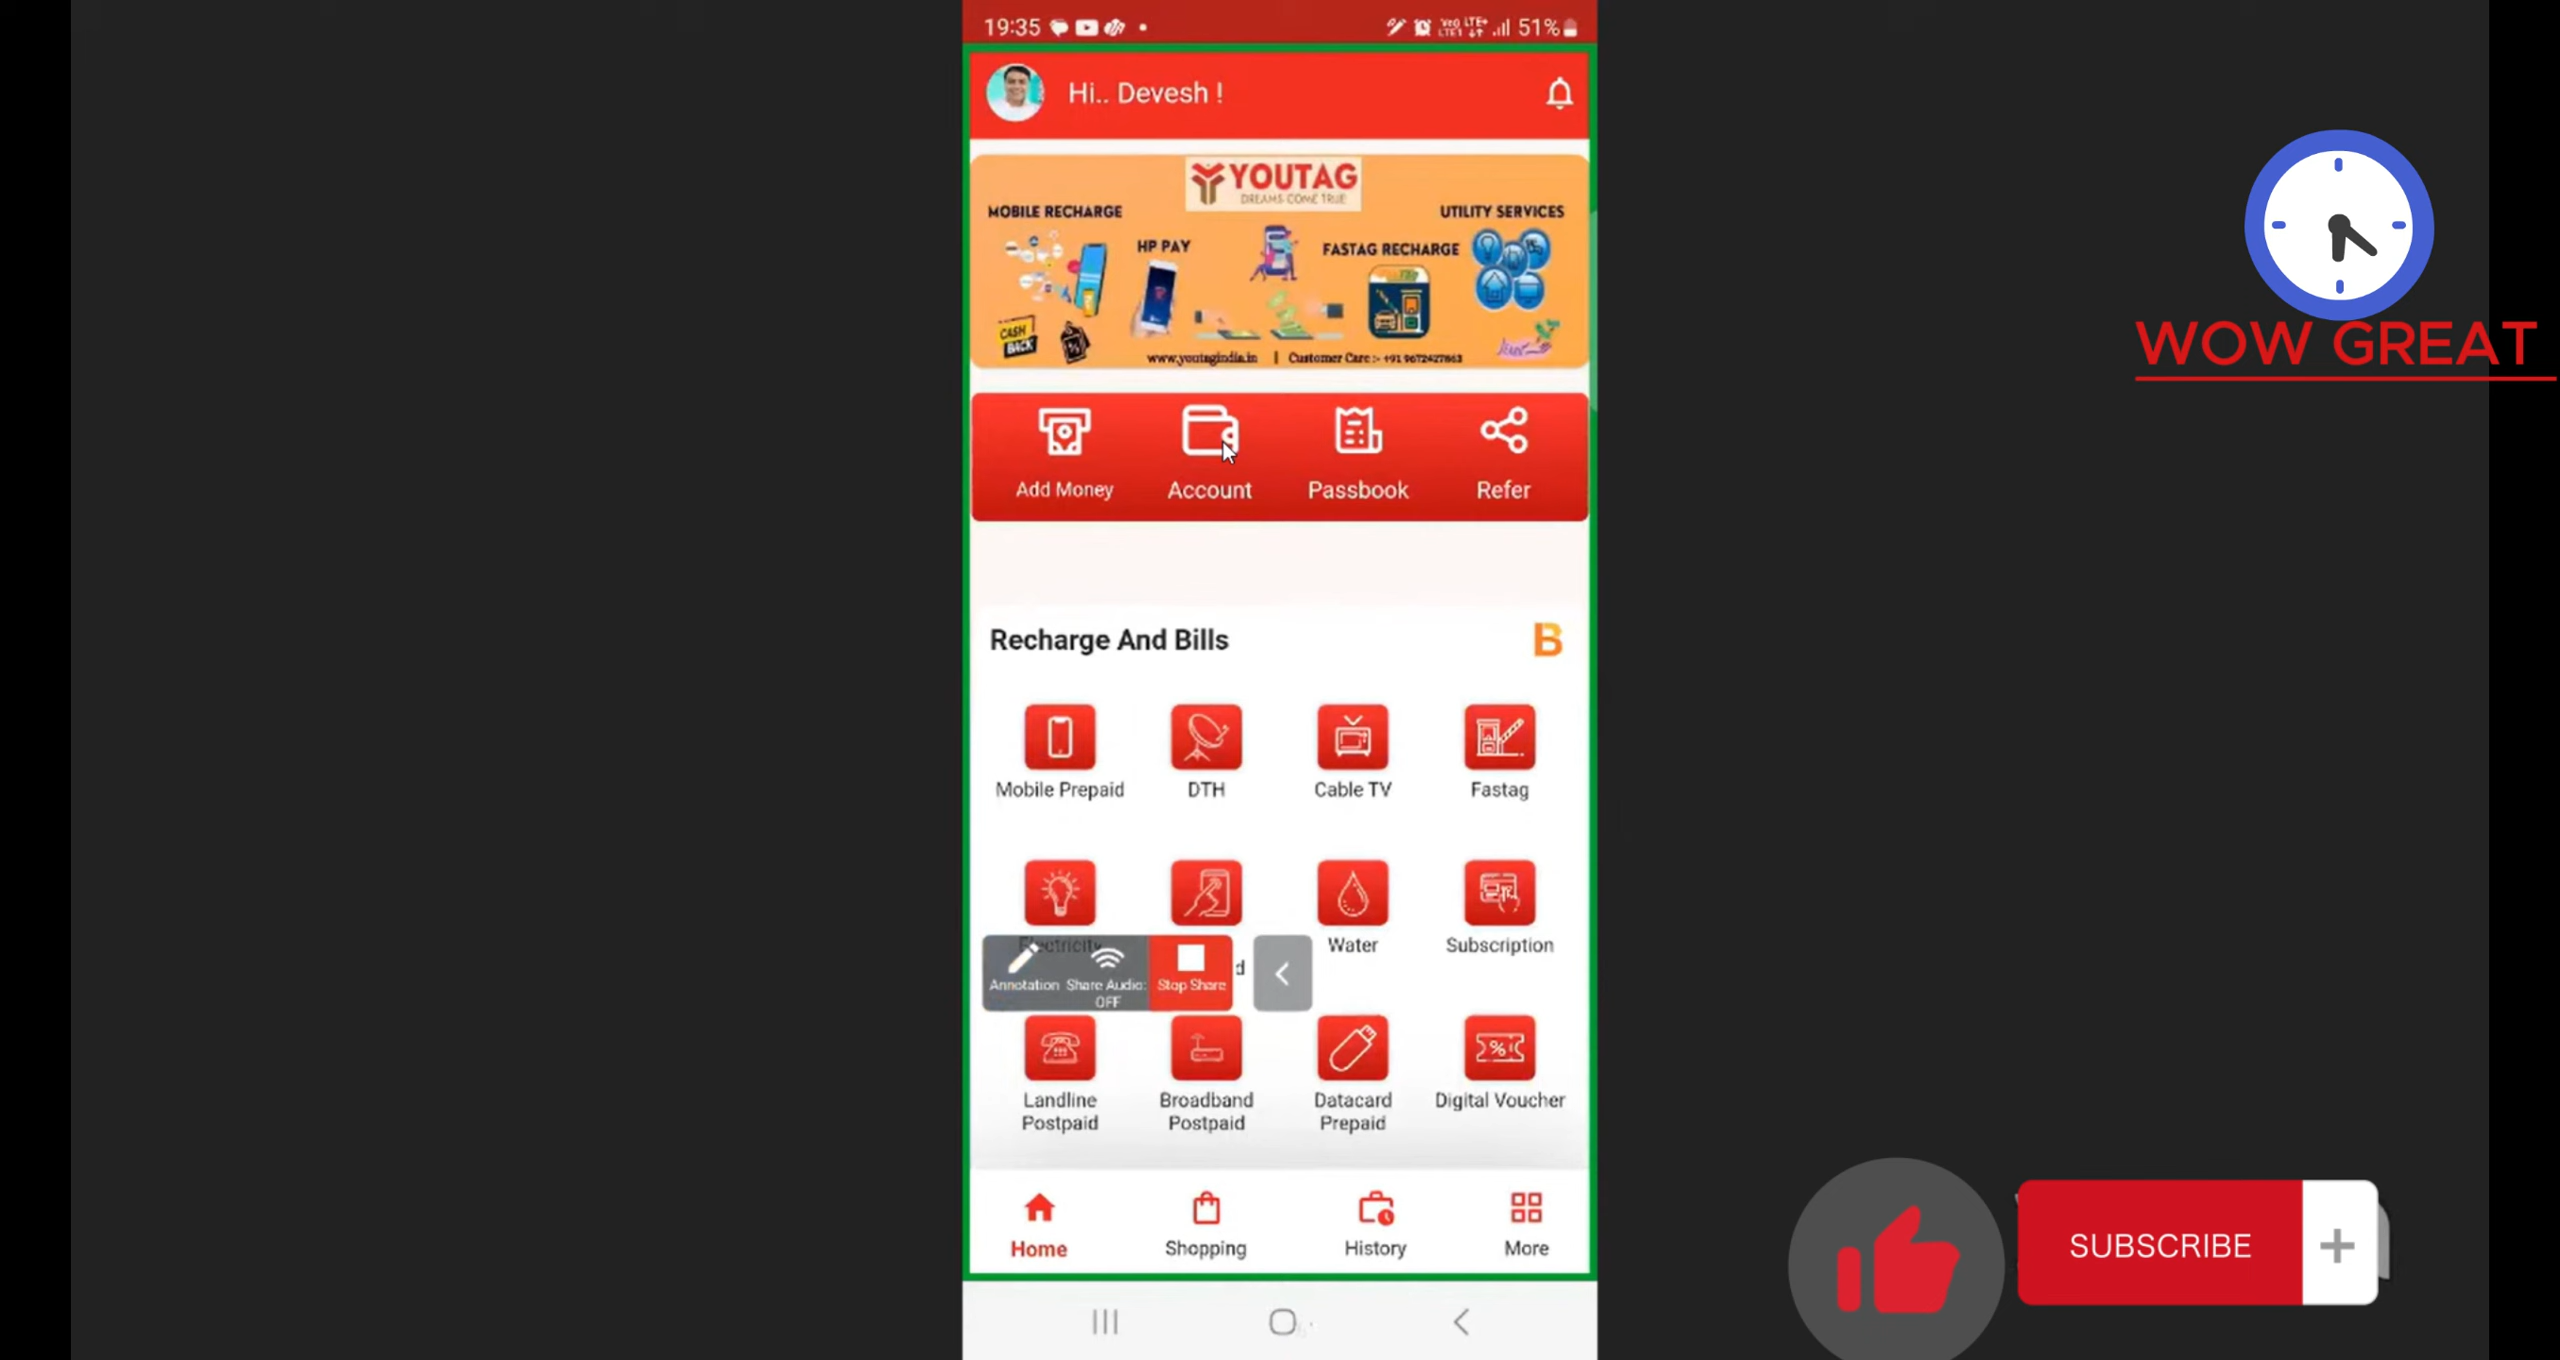 19:35
51%
Hi.. Devesh !
YOUTAG
DREAMS COME TRUE
MOBILE RECHARGE
UTILITY SERVICES
HP PAY
FASTAG RECHARGE
CASH
BACK
www.youtagindia.in | Customer Care :- +91 9672427863
WOW GREAT
Add Money Account Passbook Refer
Recharge And Bills
B
Mobile Prepaid DTH Cable TV Fastag
Electricity Water Subscription
d
Annotation Share Audio: Stop Share
OFF
Landline Broadband Datacard Digital Voucher
Postpaid Postpaid Prepaid
Home Shopping History More
SUBSCRIBE +